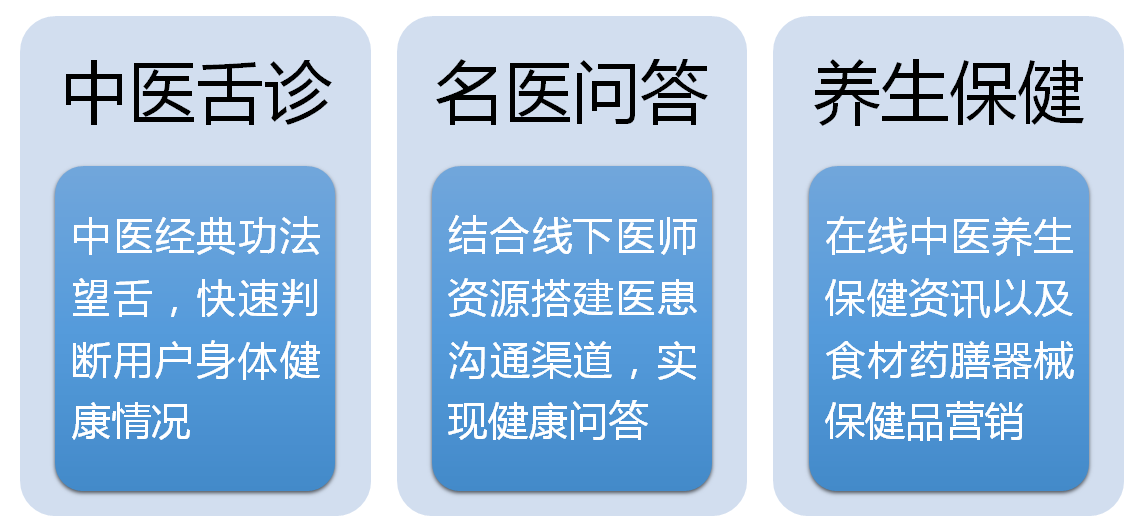 中医舌诊
中医经典功法
望舌，快速判
断用户身体健
康情况
名医问答
结合线下医师
资源搭建医患
沟通渠道，实
现健康问答
养生保健
在线中医养生
保健资讯以及
食材药膳器械
保健品营销